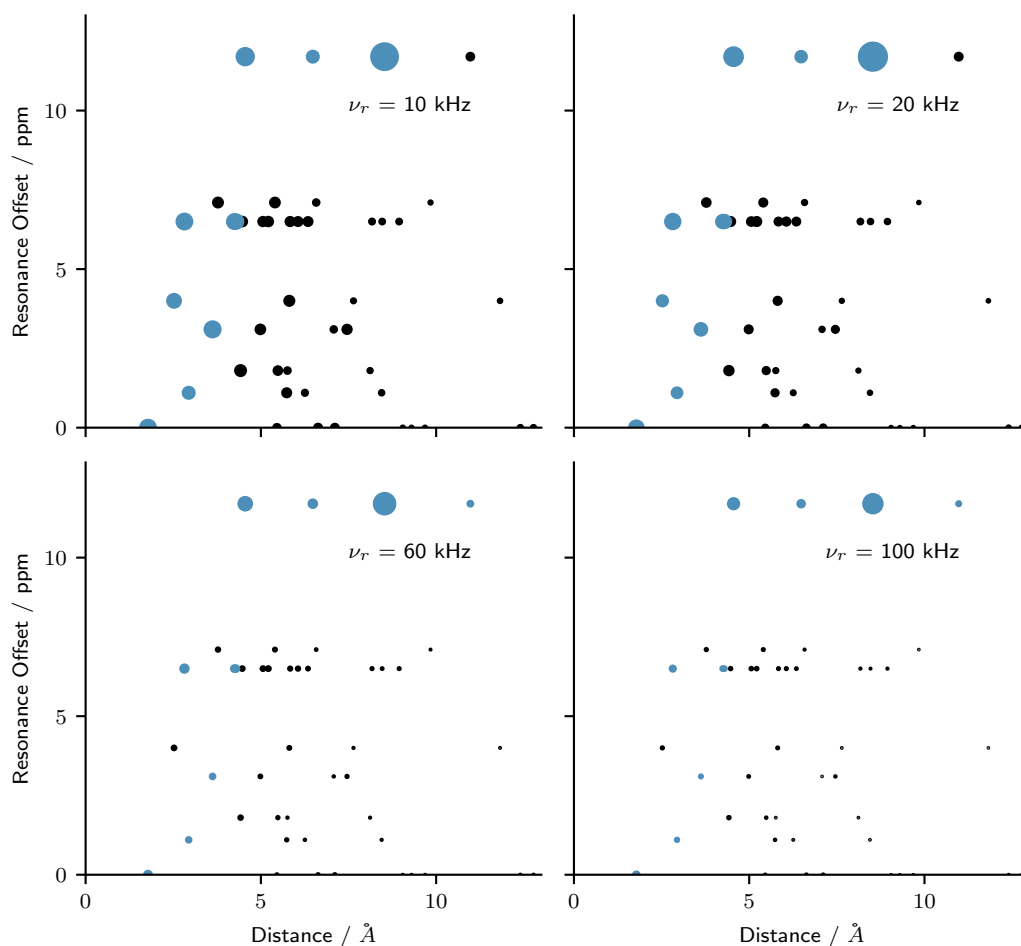 Resonance Offset / ppm
10
5
0
ν_r = 10 kHz
ν_r = 20 kHz
Resonance Offset / ppm
10
5
0
ν_r = 60 kHz
ν_r = 100 kHz
0 5 10
0 5 10
Distance / Å
Distance / Å